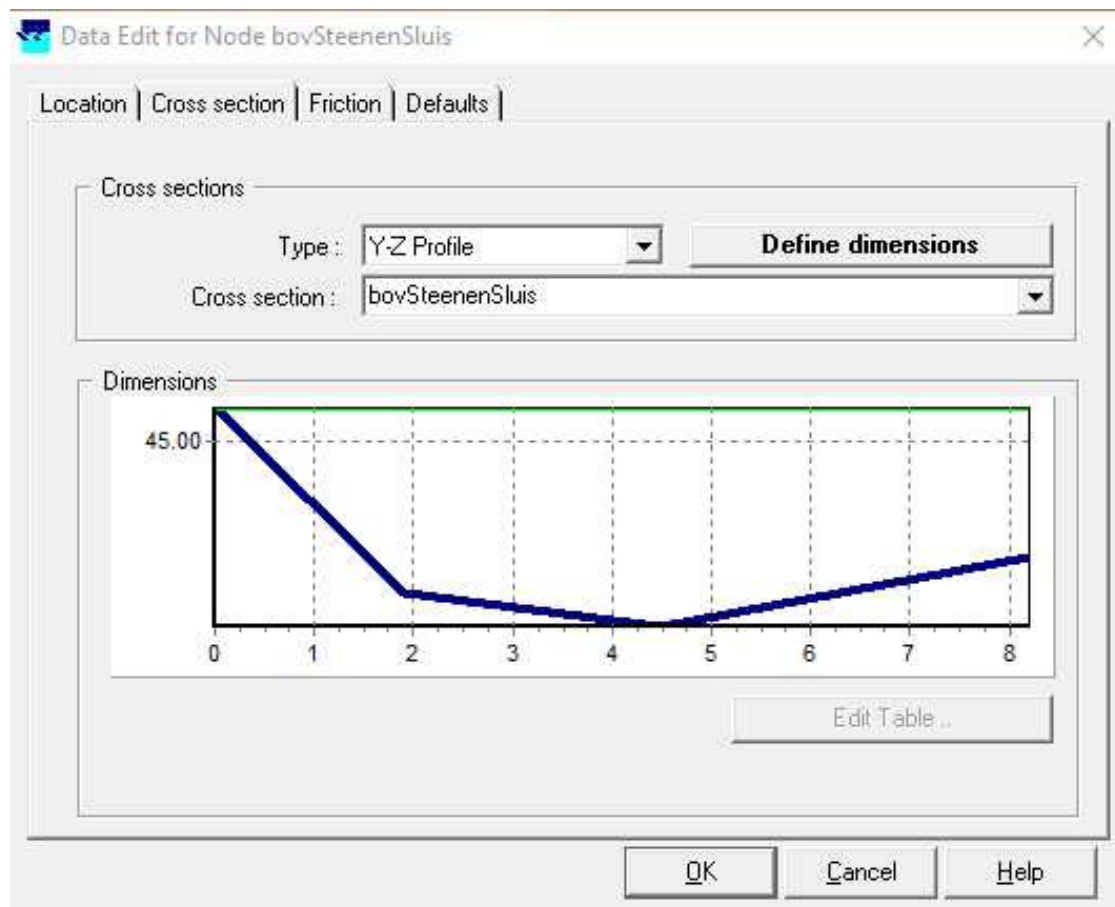 Data Edit for Node bovSteenenSluis
Location Cross section Friction Defaults
Cross sections
Type : Y-Z Profile Define dimensions
Cross section : bovSteenenSluis
Dimensions
45.00
0 1 2 3 4 5 6 7 8
Edit Table ..
OK Cancel Help